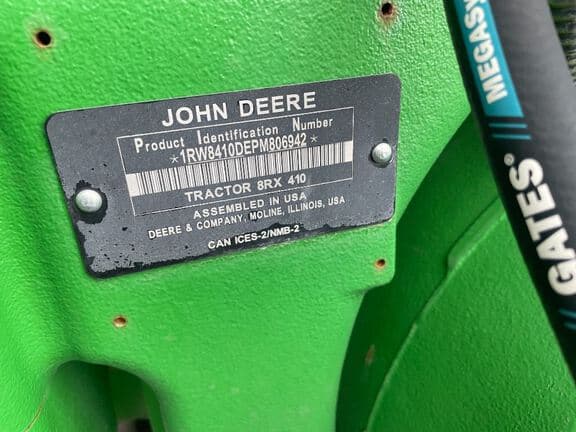 JOHN DEERE
Product Identification Number
*1RW8410DEPM806942*
TRACTOR 8RX 410
ASSEMBLED IN USA
DEERE & COMPANY, MOLINE, ILLINOIS, USA
CAN ICES-2/NMB-2
GATES®